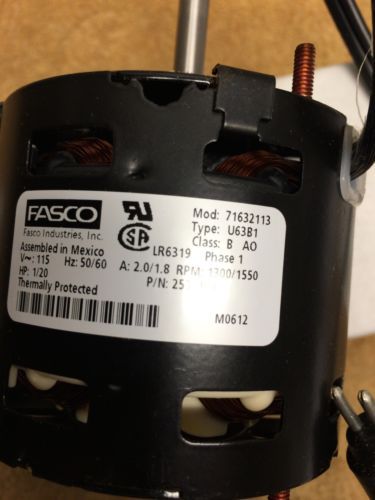 FASCO
Fasco Industries, Inc.
Assembled in Mexico
V~: 115 Hz: 50/60
HP: 1/20
Thermally Protected
SA
LR6319
A: 2.0/1.8 RPM: 1300/1550
P/N:
Mod: 71632113
Type: U63B1
Class: B AO
Phase 1
M0612